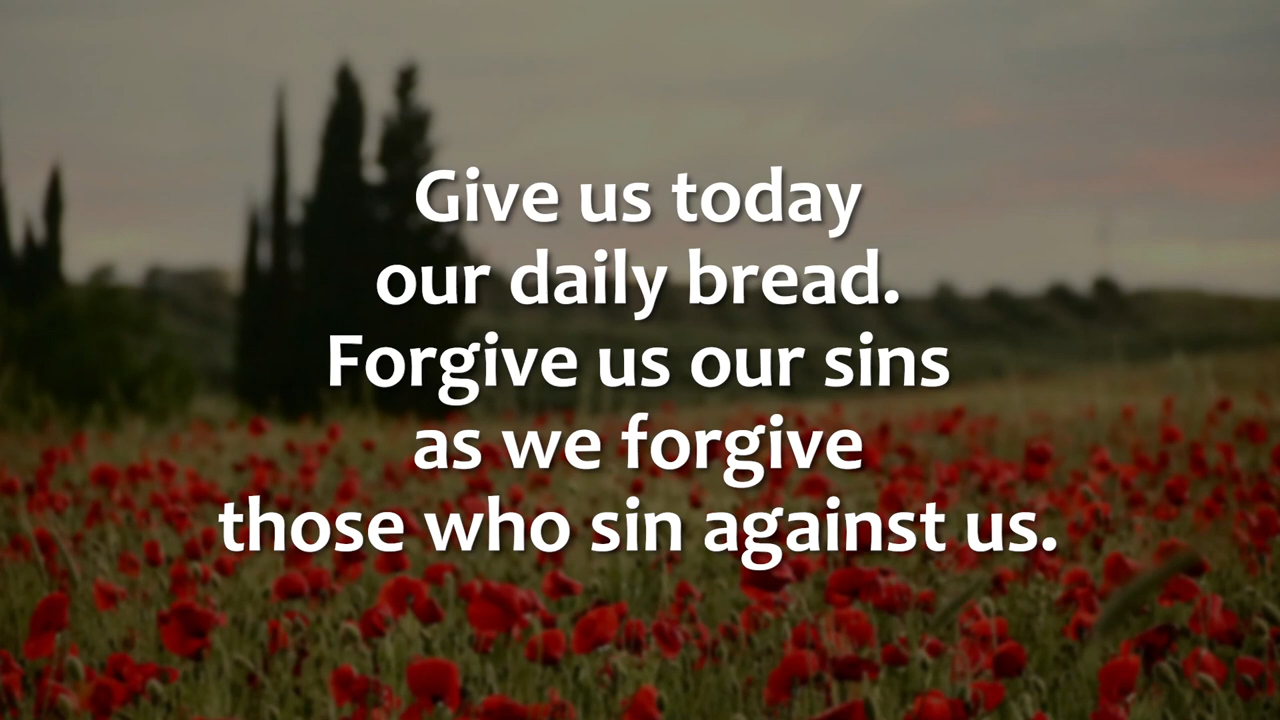 Give us today
our daily bread.
Forgive us our sins
as we forgive
those who sin against us.